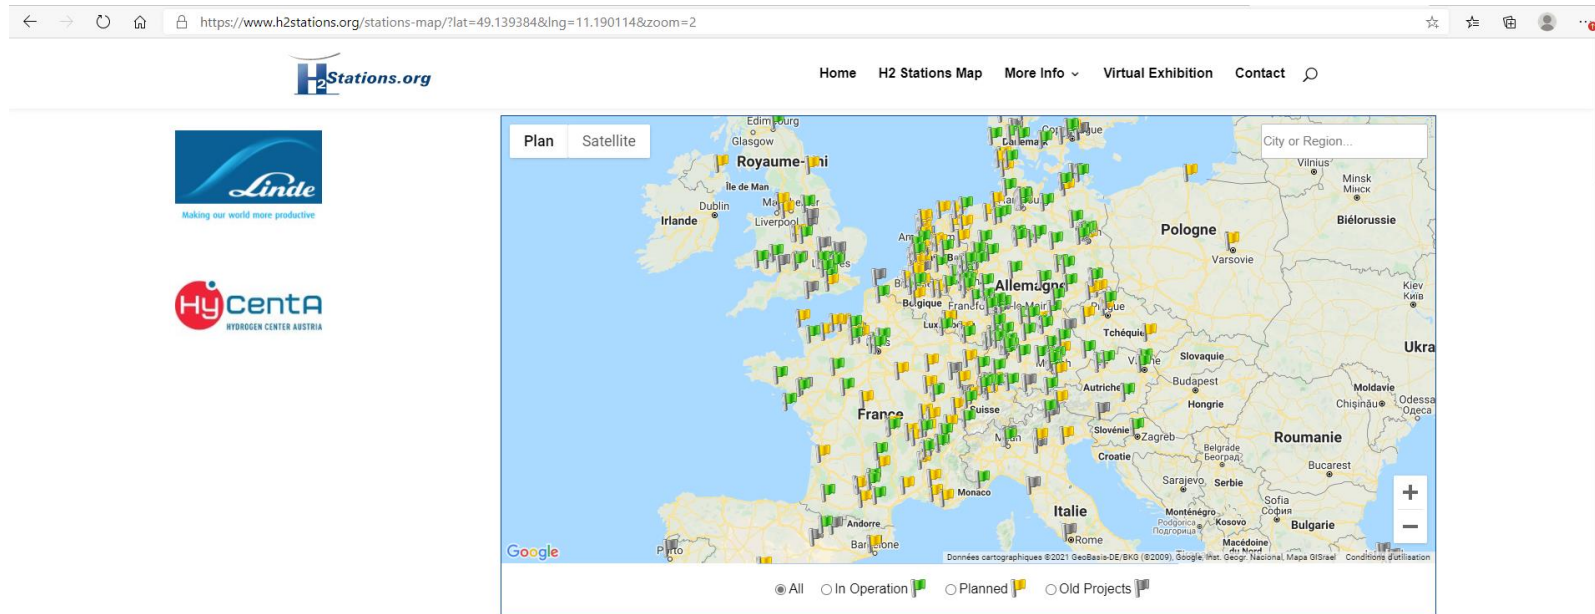 https://www.h2stations.org/stations-map/?lat=49.139384&lng=11.190114&zoom=2
H2Stations.org
Home H2 Stations Map More Info Virtual Exhibition Contact
Linde
Making our world more productive
HyCentA
HYDROGEN CENTER AUSTRIA
Plan Satellite
City or Region...
Glasgow
Vilnius
Minsk
Мінск
Île de Man
Dublin
Irlande
Liverpool
Biélorussie
Pologne
Varsovie
Allemagne
Kiev
Київ
Belgique
Tchéquie
Ukra
Slovaquie
Autriche
Budapest
Hongrie
Moldavie
Chișinău
Odessa
Одеса
France
Suisse
Slovénie
Zagreb
Croatie
Belgrade
Београд
Roumanie
Bucarest
Sarajevo
Serbie
Monaco
Italie
Sofia
София
Monténégro
Podgorica
Подгорица
Kosovo
Bulgarie
Andorre
Rome
Macédoine
du Nord
Google
Données cartographiques ©2021 GeoBasis-DE/BKG (©2009), Google, Inst. Geogr. Nacional, Mapa GISrael Conditions d'utilisation
All In Operation Planned Old Projects